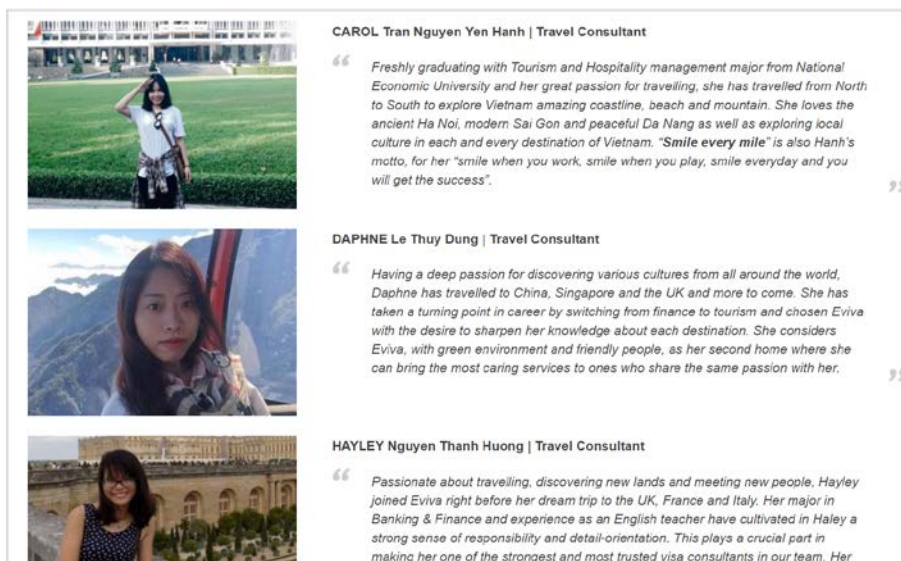 CAROL Tran Nguyen Yen Hanh | Travel Consultant
“
Freshly graduating with Tourism and Hospitality management major from National
Economic University and her great passion for travelling, she has travelled from North
to South to explore Vietnam amazing coastline, beach and mountain. She loves the
ancient Ha Noi, modern Sai Gon and peaceful Da Nang as well as exploring local
culture in each and every destination of Vietnam. “Smile every mile” is also Hanh's
motto, for her “smile when you work, smile when you play, smile everyday and you
will get the success”.
”
DAPHNE Le Thuy Dung | Travel Consultant
“
Having a deep passion for discovering various cultures from all around the world,
Daphne has travelled to China, Singapore and the UK and more to come. She has
taken a turning point in career by switching from finance to tourism and chosen Eviva
with the desire to sharpen her knowledge about each destination. She considers
Eviva, with green environment and friendly people, as her second home where she
can bring the most caring services to ones who share the same passion with her.
”
HAYLEY Nguyen Thanh Huong | Travel Consultant
“
Passionate about travelling, discovering new lands and meeting new people, Hayley
joined Eviva right before her dream trip to the UK, France and Italy. Her major in
Banking & Finance and experience as an English teacher have cultivated in Haley a
strong sense of responsibility and detail-orientation. This plays a crucial part in
making her one of the strongest and most trusted visa consultants in our team. Her